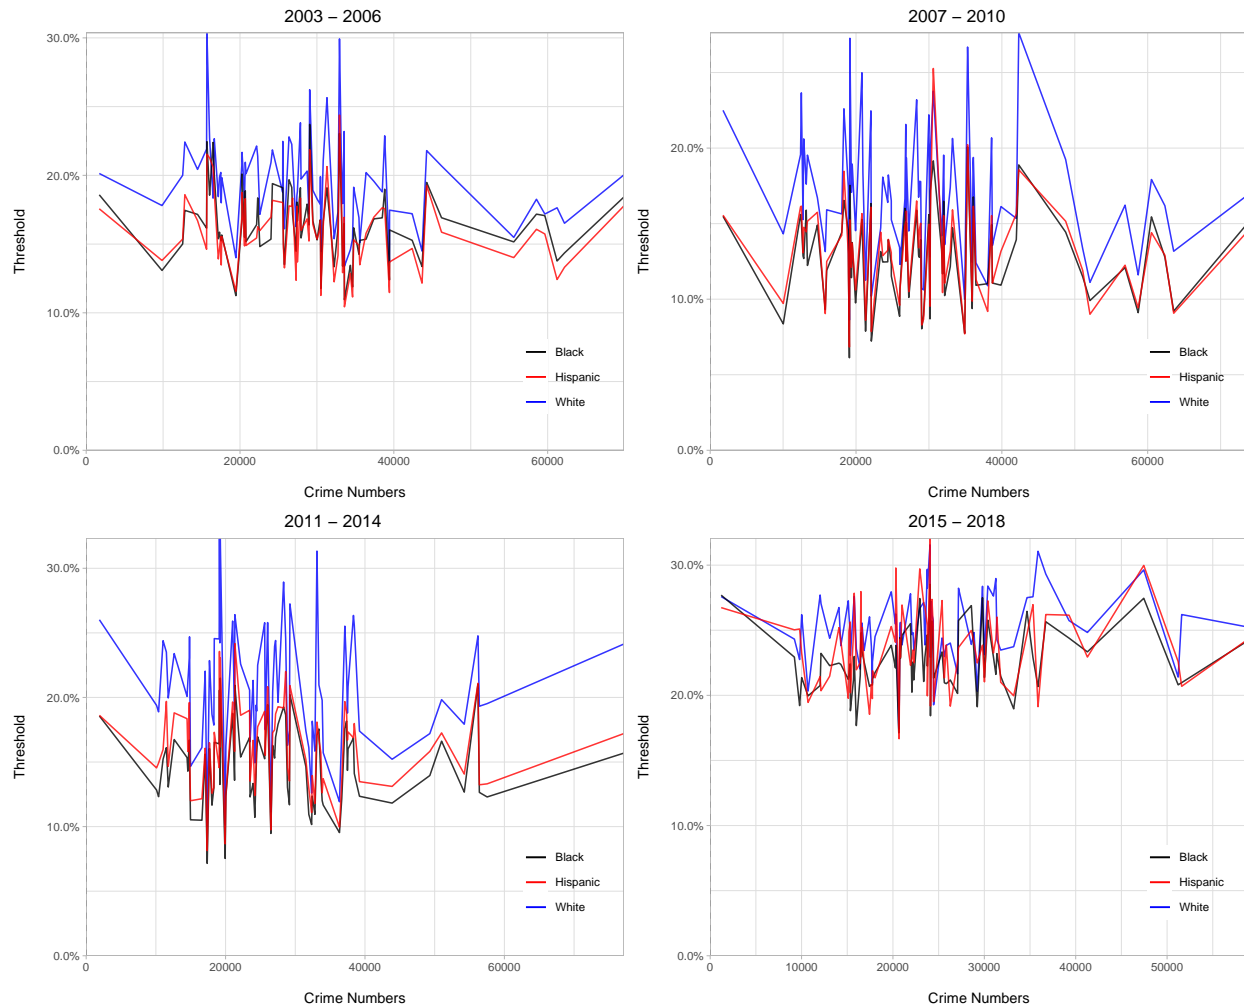 2003 – 2006
30.0%
20.0%
10.0%
0.0%
Threshold
0 20000 40000 60000
Crime Numbers
Black
Hispanic
White
2007 – 2010
20.0%
10.0%
0.0%
Threshold
0 20000 40000 60000
Crime Numbers
Black
Hispanic
White
2011 – 2014
30.0%
20.0%
10.0%
0.0%
Threshold
0 20000 40000 60000
Crime Numbers
Black
Hispanic
White
2015 – 2018
30.0%
20.0%
10.0%
0.0%
Threshold
0 10000 20000 30000 40000 50000
Crime Numbers
Black
Hispanic
White